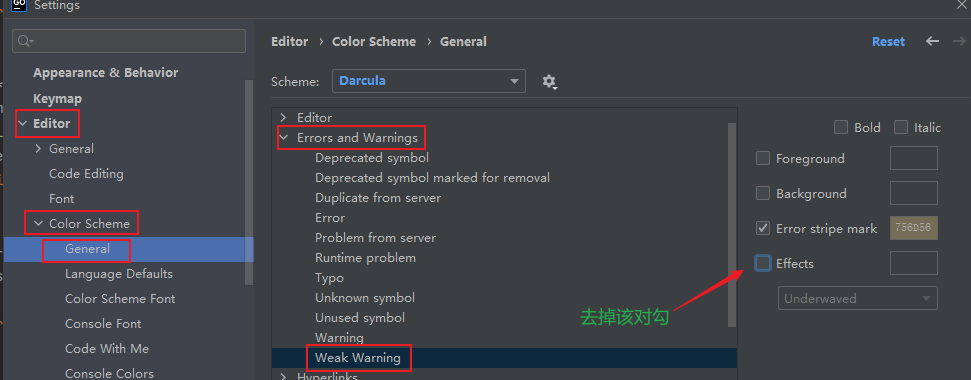 GO
Settings
Appearance & Behavior
Keymap
Editor
General
Code Editing
Font
Color Scheme
General
Language Defaults
Color Scheme Font
Console Font
Code With Me
Console Colors
Editor › Color Scheme › General
Reset
Scheme: Darcula
Editor
Errors and Warnings
Deprecated symbol
Deprecated symbol marked for removal
Duplicate from server
Error
Problem from server
Runtime problem
Typo
Unknown symbol
Unused symbol
Warning
Weak Warning
Hyperlinks
Bold Italic
Foreground
Background
Error stripe mark 756D56
Effects
Underwaved
去掉该对勾